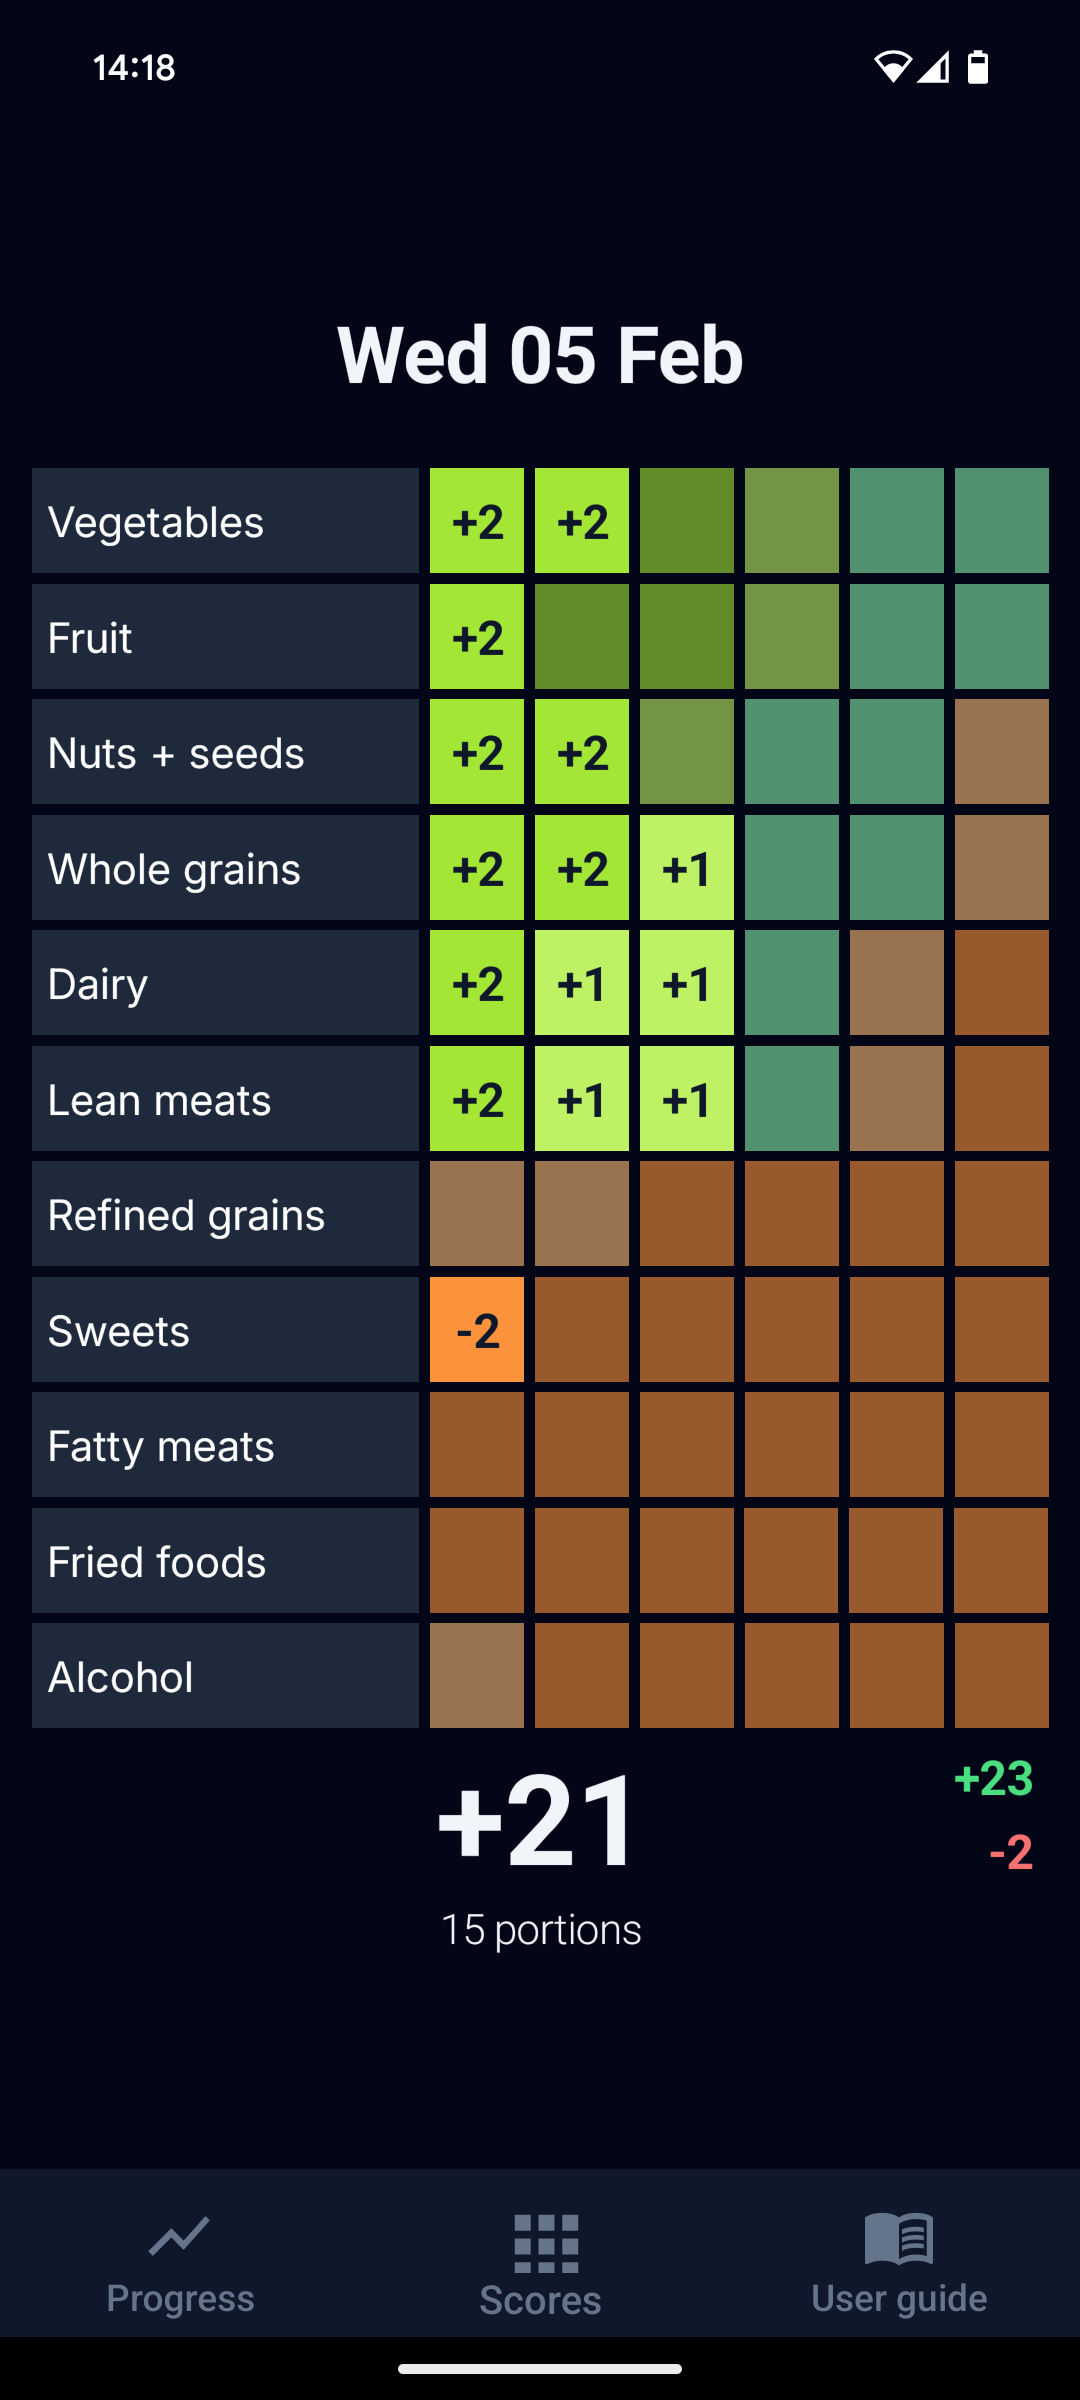 14:18
Wed 05 Feb
Vegetables +2 +2
Fruit +2
Nuts + seeds +2 +2
Whole grains +2 +2 +1
Dairy +2 +1 +1
Lean meats +2 +1 +1
Refined grains
Sweets -2
Fatty meats
Fried foods
Alcohol
+21
+23
-2
15 portions
Progress Scores User guide